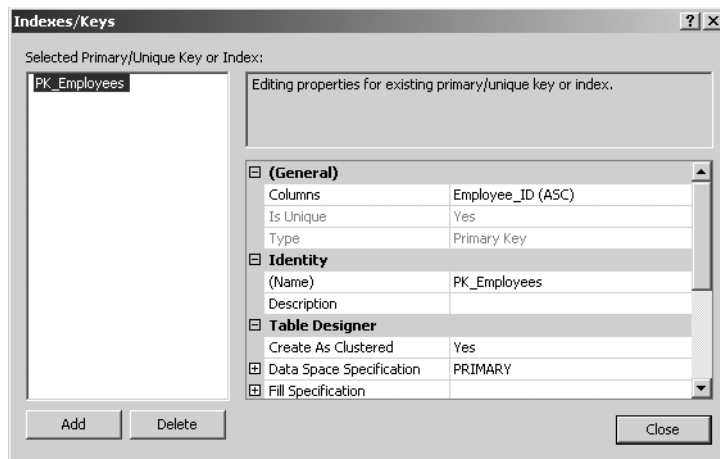 Indexes/Keys
Selected Primary/Unique Key or Index:
PK_Employees
Editing properties for existing primary/unique key or index.
(General)
Columns Employee_ID (ASC)
Is Unique Yes
Type Primary Key
Identity
(Name) PK_Employees
Description
Table Designer
Create As Clustered Yes
Data Space Specification PRIMARY
Fill Specification
Add Delete
Close